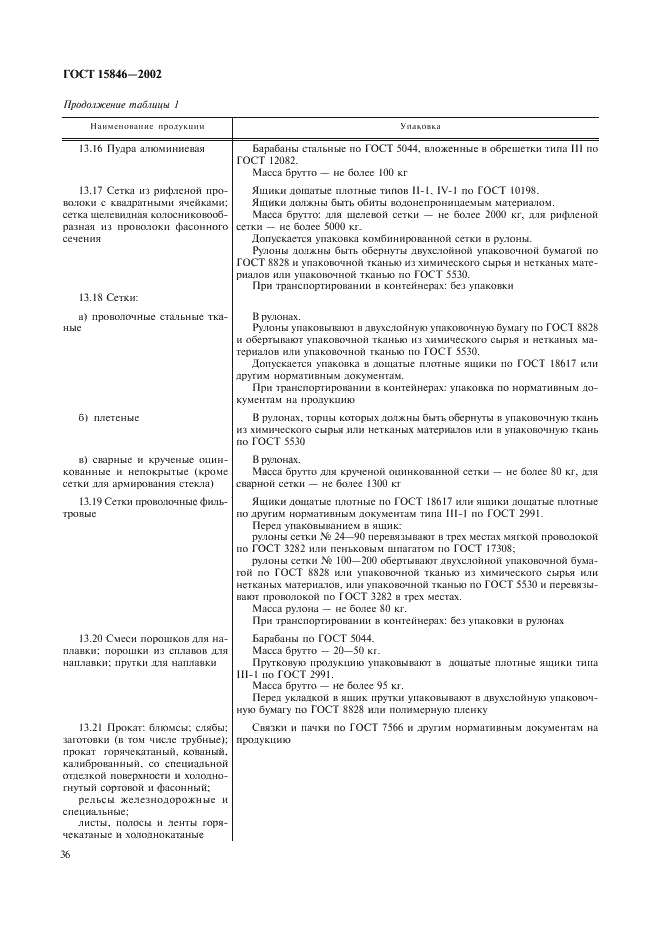 ГОСТ 15846—2002
Продолжение таблицы 1
Наименование продукции
Упаковка
13.16 Пудра алюминиевая
Барабаны стальные по ГОСТ 5044, вложенные в обрешетки типа III по
ГОСТ 12082.
Масса брутто — не более 100 кг
13.17 Сетка из рифленой про-
волоки с квадратными ячейками;
сетка щелевидная колосниковооб-
разная из проволоки фасонного
сечения
Ящики дощатые плотные типов II-1, IV-1 по ГОСТ 10198.
Ящики должны быть обиты водонепроницаемым материалом.
Масса брутто: для щелевой сетки — не более 2000 кг, для рифленой
сетки — не более 5000 кг.
Допускается упаковка комбинированной сетки в рулоны.
Рулоны должны быть обернуты двухслойной упаковочной бумагой по
ГОСТ 8828 и упаковочной тканью из химического сырья и нетканых мате-
риалов или упаковочной тканью по ГОСТ 5530.
При транспортировании в контейнерах: без упаковки
13.18 Сетки:
а) проволочные стальные тка-
ные
В рулонах.
Рулоны упаковывают в двухслойную упаковочную бумагу по ГОСТ 8828
и обертывают упаковочной тканью из химического сырья и нетканых ма-
териалов или упаковочной тканью по ГОСТ 5530.
Допускается упаковка в дощатые плотные ящики по ГОСТ 18617 или
другим нормативным документам.
При транспортировании в контейнерах: упаковка по нормативным до-
кументам на продукцию
б) плетеные
В рулонах, торцы которых должны быть обернуты в упаковочную ткань
из химического сырья или нетканых материалов или в упаковочную ткань
по ГОСТ 5530
в) сварные и крученые оцин-
кованные и непокрытые (кроме
сетки для армирования стекла)
В рулонах.
Масса брутто для крученой оцинкованной сетки — не более 80 кг, для
сварной сетки — не более 1300 кг
13.19 Сетки проволочные филь-
тровые
Ящики дощатые плотные по ГОСТ 18617 или ящики дощатые плотные
по другим нормативным документам типа III-1 по ГОСТ 2991.
Перед упаковыванием в ящик:
рулоны сетки № 24—90 перевязывают в трех местах мягкой проволокой
по ГОСТ 3282 или пеньковым шпагатом по ГОСТ 17308;
рулоны сетки № 100—200 обертывают двухслойной упаковочной бума-
гой по ГОСТ 8828 или упаковочной тканью из химического сырья или
нетканых материалов, или упаковочной тканью по ГОСТ 5530 и перевязы-
вают проволокой по ГОСТ 3282 в трех местах.
Масса рулона — не более 80 кг.
При транспортировании в контейнерах: без упаковки в рулонах
13.20 Смеси порошков для на-
плавки; порошки из сплавов для
наплавки; прутки для наплавки
Барабаны по ГОСТ 5044.
Масса брутто — 20—50 кг.
Прутковую продукцию упаковывают в дощатые плотные ящики типа
III-1 по ГОСТ 2991.
Масса брутто — не более 95 кг.
Перед укладкой в ящик прутки упаковывают в двухслойную упаковоч-
ную бумагу по ГОСТ 8828 или полимерную пленку
13.21 Прокат: блюмсы; слябы;
заготовки (в том числе трубные);
прокат горячекатаный, кованый,
калиброванный, со специальной
отделкой поверхности и холодно-
гнутый сортовой и фасонный;
рельсы железнодорожные и
специальные;
листы, полосы и ленты горя-
чекатаные и холоднокатаные
Связки и пачки по ГОСТ 7566 и другим нормативным документам на
продукцию
36